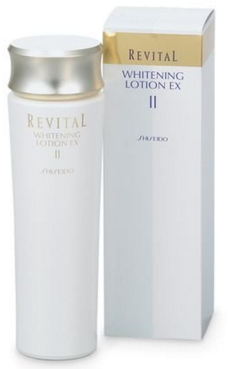 REVITAL
WHITENING
LOTION EX
II
SHISEIDO
REVITAL
WHITENING
LOTION EX
II
SHISEIDO